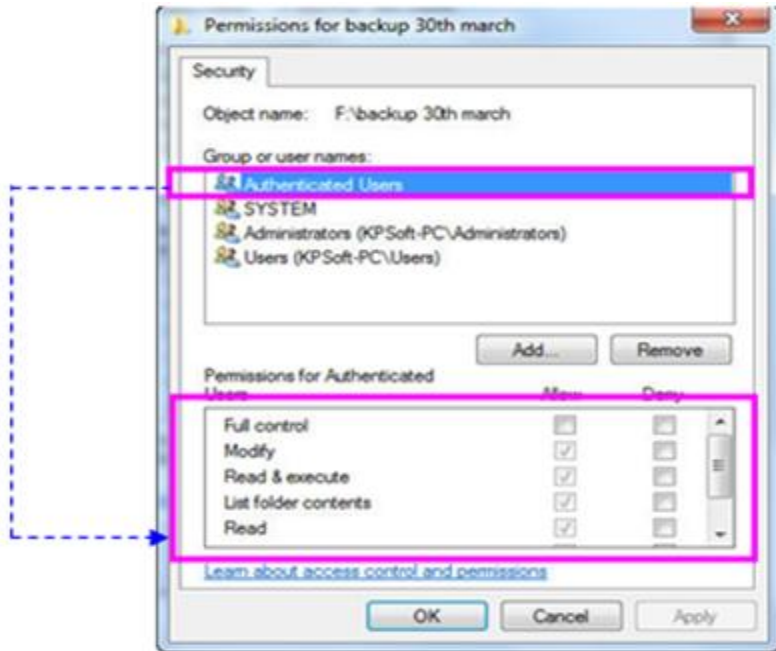 Permissions for backup 30th march
Security
Object name: F:\backup 30th march
Group or user names:
Authenticated Users
SYSTEM
Administrators (KPSoft-PC\Administrators)
Users (KPSoft-PC\Users)
Add... Remove
Permissions for Authenticated
Users Allow Deny
Full control
Modify
Read & execute
List folder contents
Read
Learn about access control and permissions
OK Cancel Apply